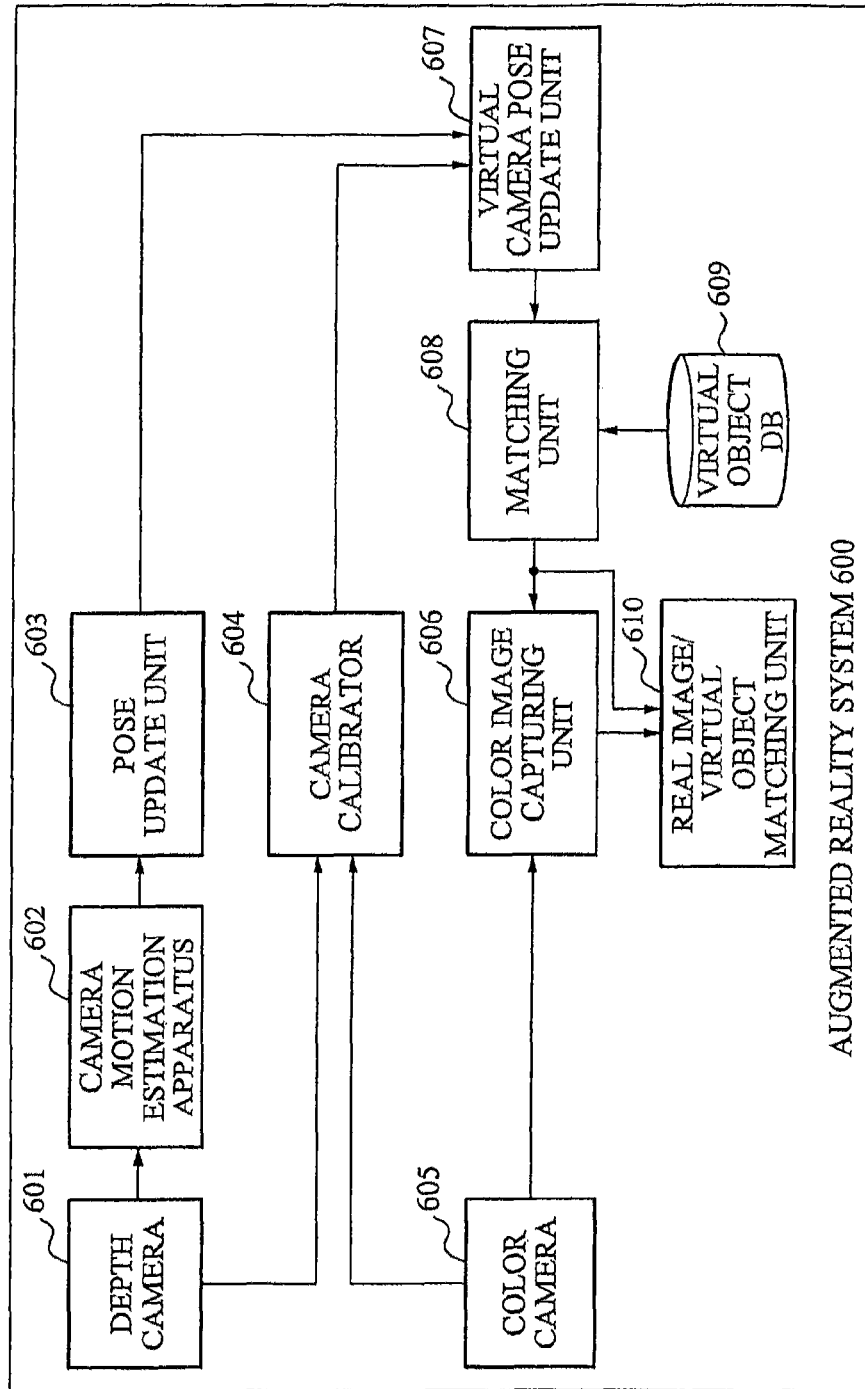 601
DEPTH
CAMERA
602
CAMERA
MOTION
ESTIMATION
APPARATUS
603
POSE
UPDATE UNIT
604
CAMERA
CALIBRATOR
605
COLOR
CAMERA
606
COLOR IMAGE
CAPTURING
UNIT
607
VIRTUAL
CAMERA POSE
UPDATE UNIT
608
MATCHING
UNIT
609
VIRTUAL
OBJECT
DB
610
REAL IMAGE/
VIRTUAL
OBJECT
MATCHING UNIT
AUGMENTED REALITY SYSTEM 600